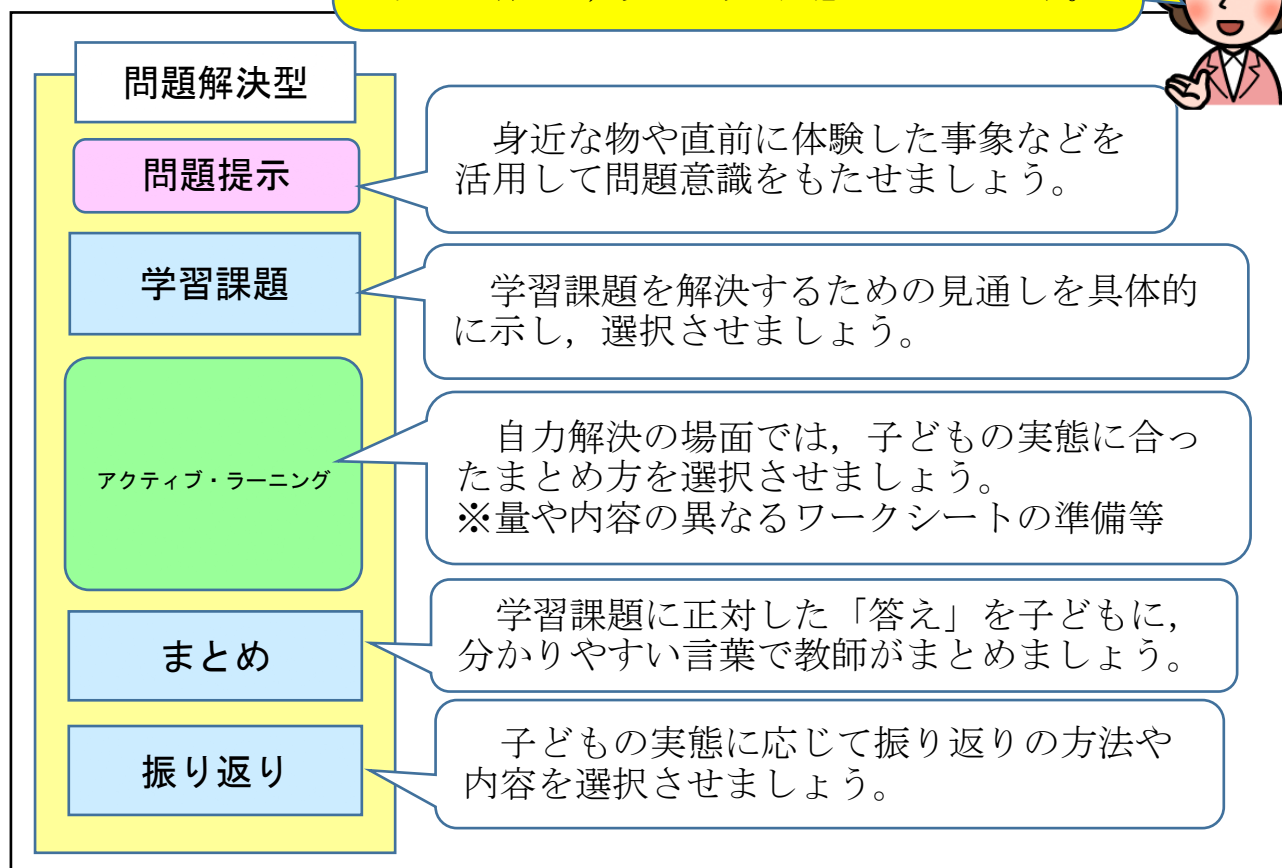 問題解決型
問題提示
身近な物や直前に体験した事象などを
活用して問題意識をもたせましょう。
学習課題
学習課題を解決するための見通しを具体的
に示し，選択させましょう。
アクティブ・ラーニング
自力解決の場面では，子どもの実態に合っ
たまとめ方を選択させましょう。
※量や内容の異なるワークシートの準備等
まとめ
学習課題に正対した「答え」を子どもに，
分かりやすい言葉で教師がまとめましょう。
振り返り
子どもの実態に応じて振り返りの方法や
内容を選択させましょう。